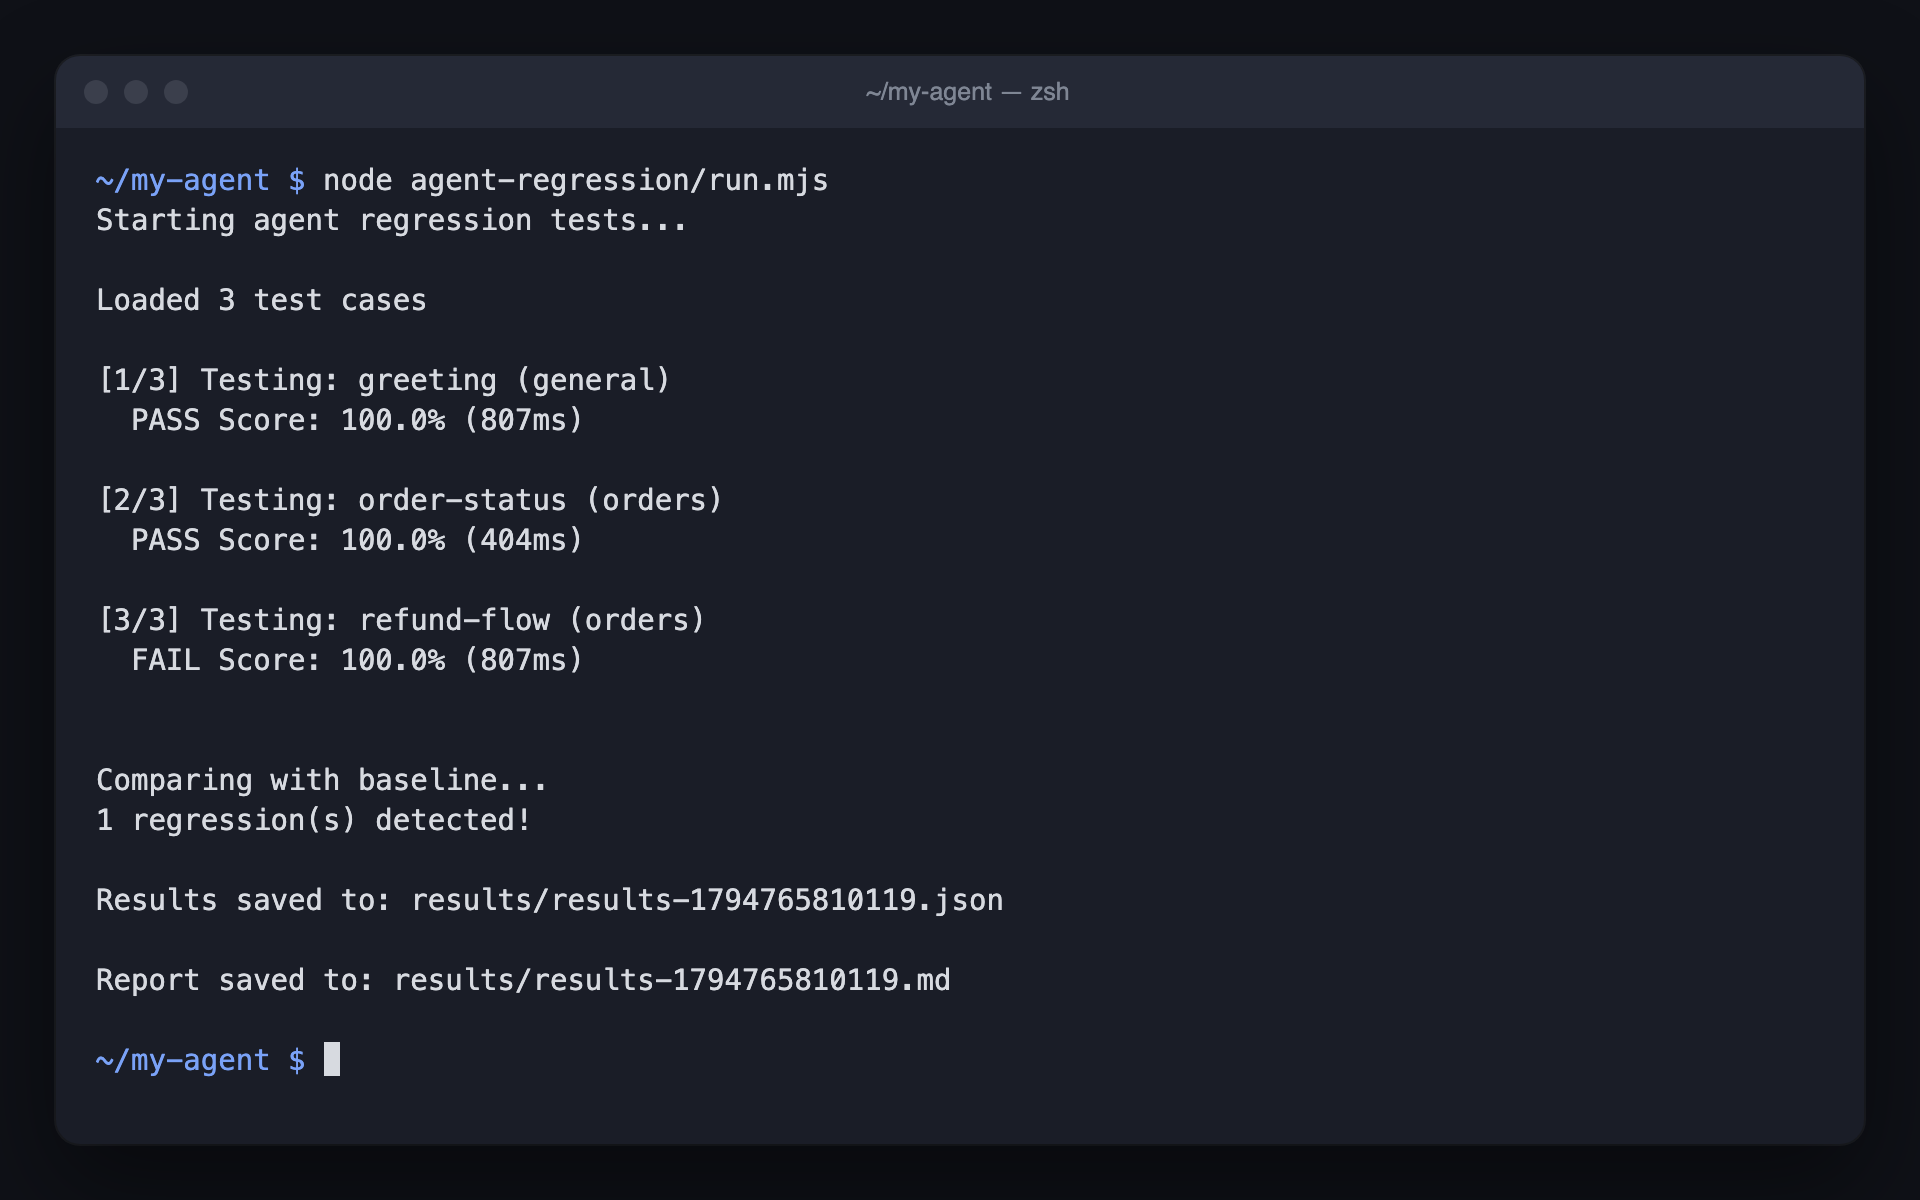 ~/my-agent — zsh
~/my-agent $ node agent-regression/run.mjs
Starting agent regression tests...
Loaded 3 test cases
[1/3] Testing: greeting (general)
PASS Score: 100.0% (807ms)
[2/3] Testing: order-status (orders)
PASS Score: 100.0% (404ms)
[3/3] Testing: refund-flow (orders)
FAIL Score: 100.0% (807ms)
Comparing with baseline...
1 regression(s) detected!
Results saved to: results/results-1794765810119.json
Report saved to: results/results-1794765810119.md
~/my-agent $